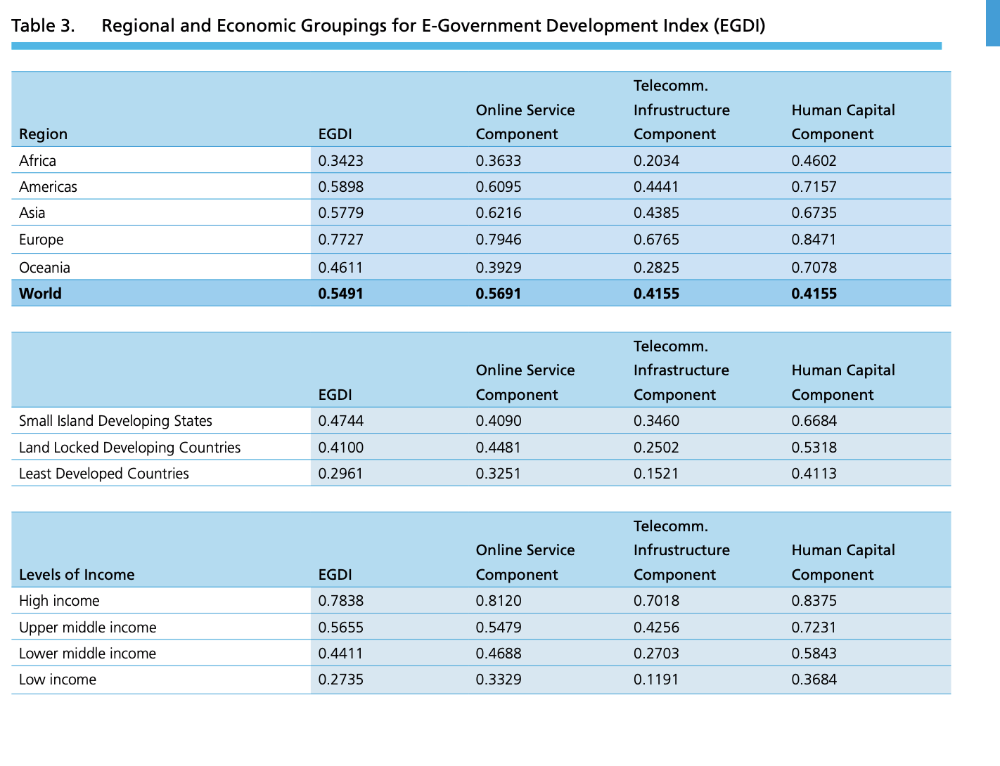 Table 3. Regional and Economic Groupings for E-Government Development Index (EGDI)
Region EGDI Online Service Component Telecomm. Infrustructure Component Human Capital Component
Africa 0.3423 0.3633 0.2034 0.4602
Americas 0.5898 0.6095 0.4441 0.7157
Asia 0.5779 0.6216 0.4385 0.6735
Europe 0.7727 0.7946 0.6765 0.8471
Oceania 0.4611 0.3929 0.2825 0.7078
World 0.5491 0.5691 0.4155 0.4155
EGDI Online Service Component Telecomm. Infrastructure Component Human Capital Component
Small Island Developing States 0.4744 0.4090 0.3460 0.6684
Land Locked Developing Countries 0.4100 0.4481 0.2502 0.5318
Least Developed Countries 0.2961 0.3251 0.1521 0.4113
Levels of Income EGDI Online Service Component Telecomm. Infrustructure Component Human Capital Component
High income 0.7838 0.8120 0.7018 0.8375
Upper middle income 0.5655 0.5479 0.4256 0.7231
Lower middle income 0.4411 0.4688 0.2703 0.5843
Low income 0.2735 0.3329 0.1191 0.3684